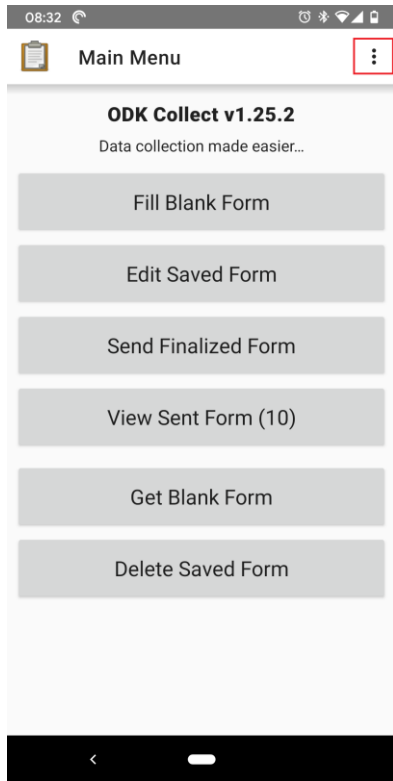 08:32
Main Menu
ODK Collect v1.25.2
Data collection made easier...
Fill Blank Form
Edit Saved Form
Send Finalized Form
View Sent Form (10)
Get Blank Form
Delete Saved Form